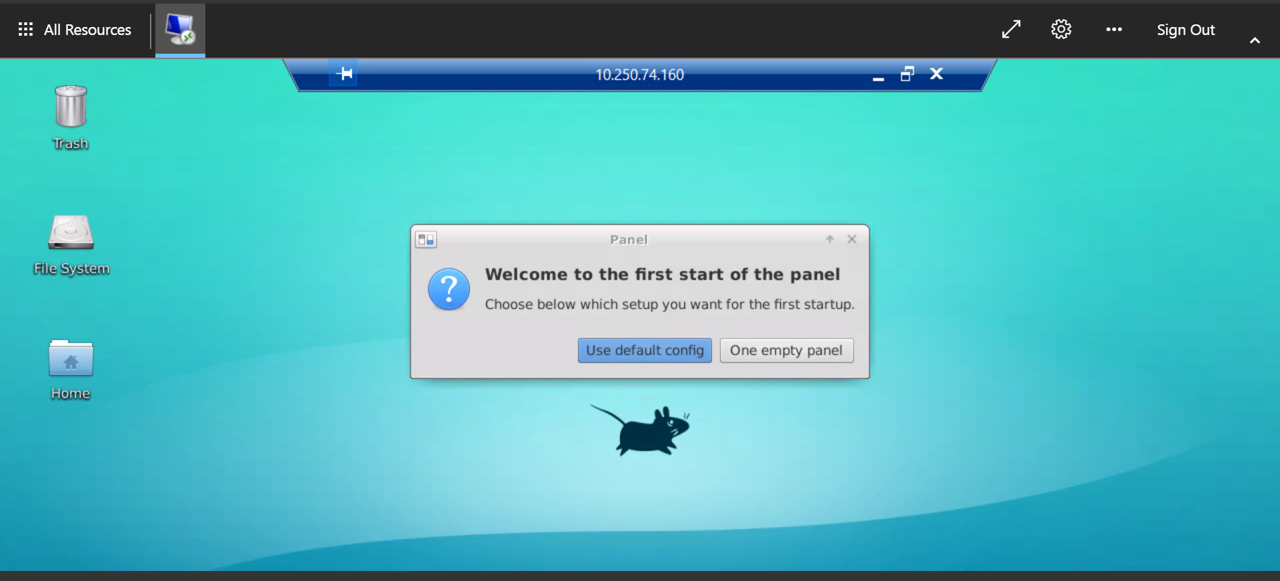 All Resources
Sign Out
10.250.74.160
Trash
File System
Home
Panel
Welcome to the first start of the panel
Choose below which setup you want for the first startup.
Use default config
One empty panel